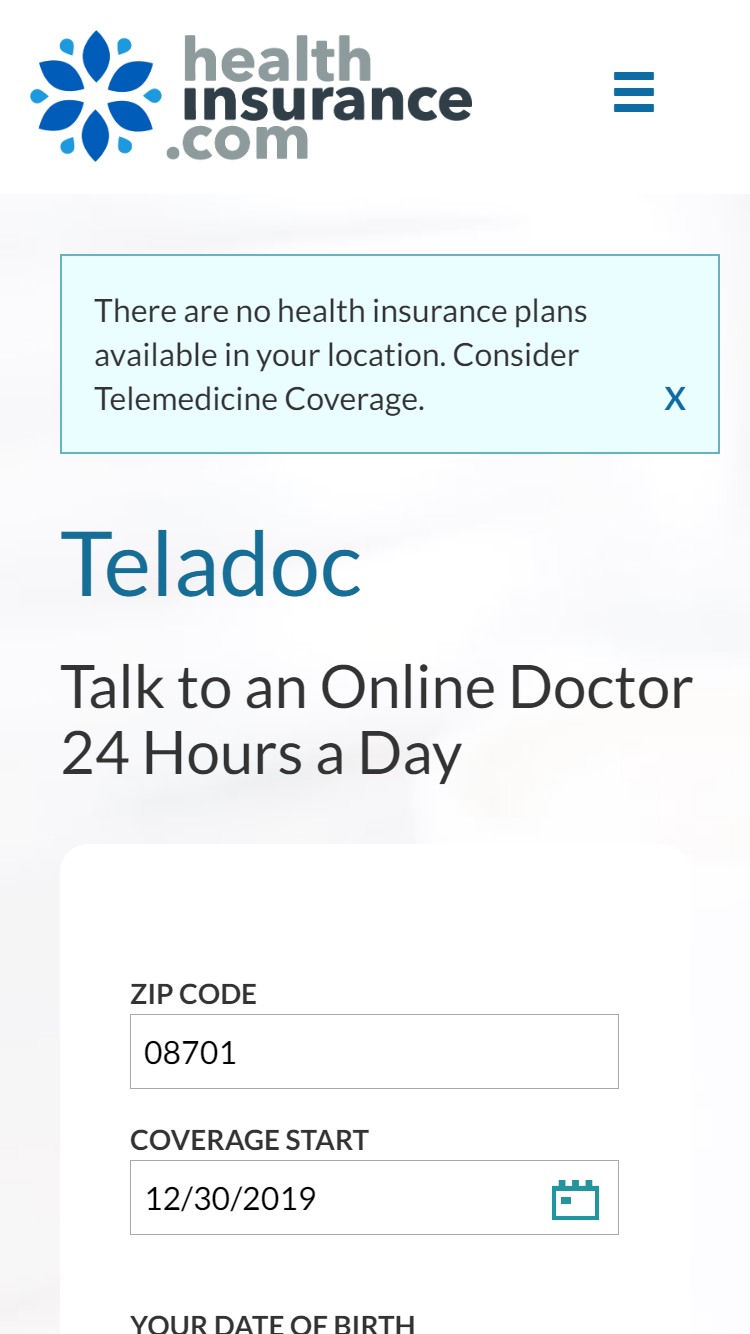 health
insurance
.com
There are no health insurance plans
available in your location. Consider
Telemedicine Coverage.
X
Teladoc
Talk to an Online Doctor
24 Hours a Day
ZIP CODE
08701
COVERAGE START
12/30/2019
YOUR DATE OF BIRTH